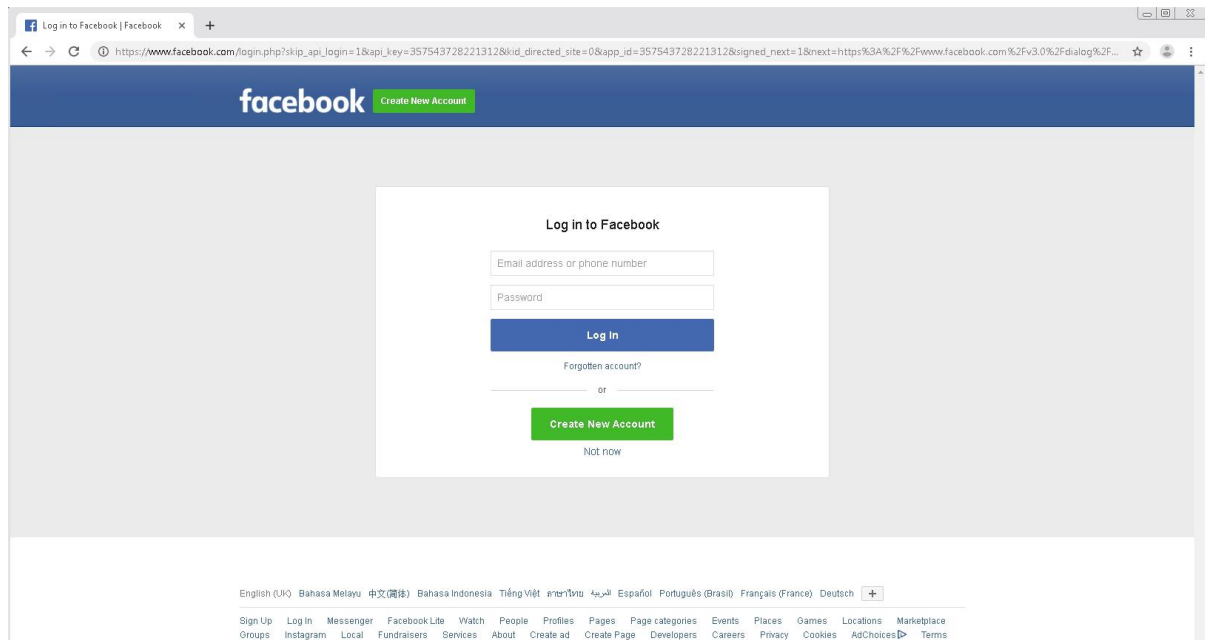 Log in to Facebook | Facebook
https://www.facebook.com/login.php?skip_api_login=1&api_key=357543728221312&kid_directed_site=0&app_id=357543728221312&signed_next=1&next=https%3A%2F%2Fwww.facebook.com%2Fv3.0%2Fdialog%2F...
facebook Create New Account
Log in to Facebook
Email address or phone number
Password
Log In
Forgotten account?
or
Create New Account
Not now
English (UK) Bahasa Melayu 中文(简体) Bahasa Indonesia Tiếng Việt ภาษาไทย العربية Español Português (Brasil) Français (France) Deutsch +
Sign Up Log In Messenger Facebook Lite Watch People Profiles Pages Page categories Events Places Games Locations Marketplace
Groups Instagram Local Fundraisers Services About Create ad Create Page Developers Careers Privacy Cookies AdChoices Terms